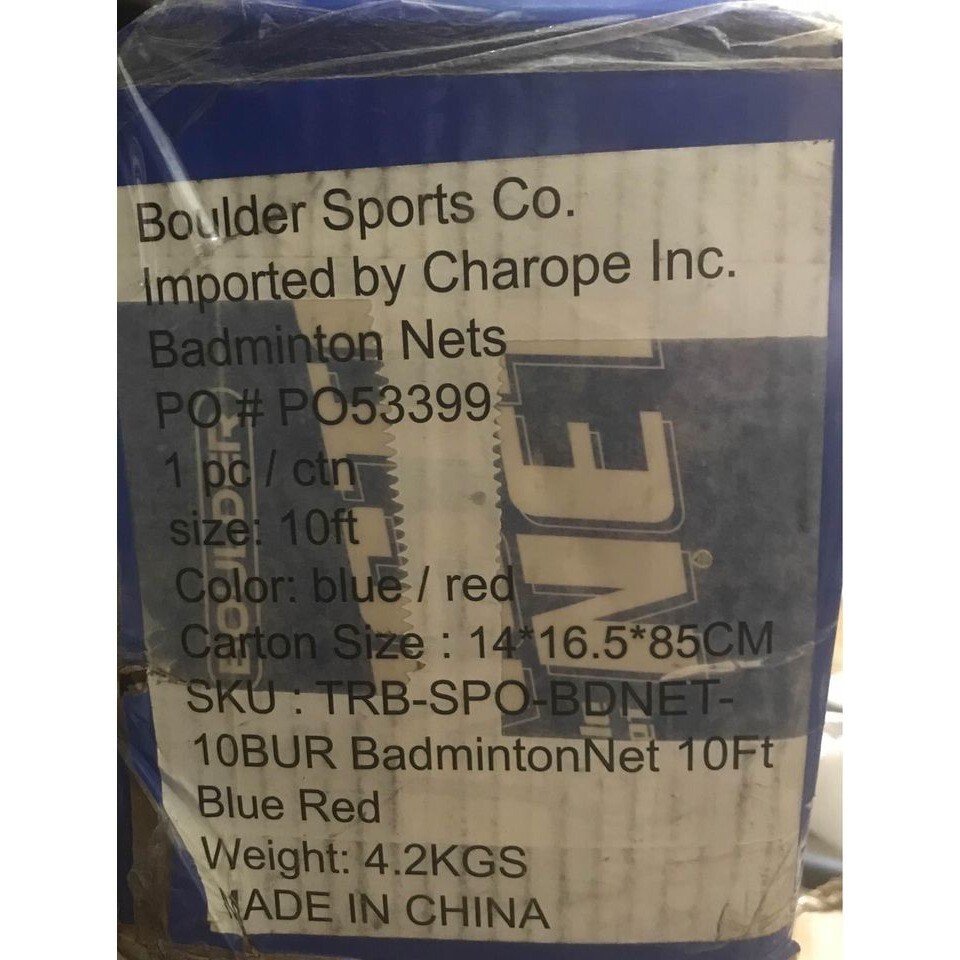 Boulder Sports Co.
Imported by Charope Inc.
Badminton Nets
PO # PO53399
1 pc / ctn
size: 10ft
Color: blue / red
Carton Size : 14*16.5*85CM
SKU : TRB-SPO-BDNET-
10BUR BadmintonNet 10Ft
Blue Red
Weight: 4.2KGS
MADE IN CHINA
BOULDER
NE